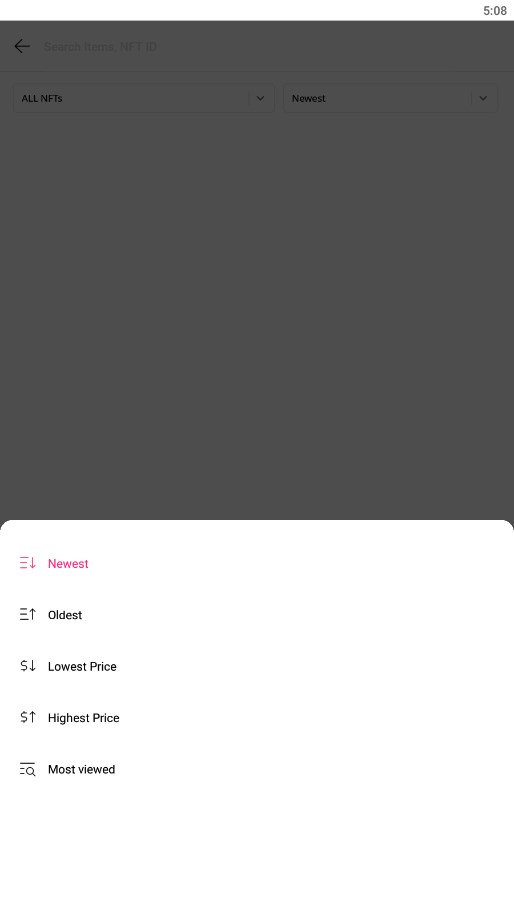 5:08
Search items, NFT ID
ALL NFTs
Newest
Newest
Oldest
Lowest Price
Highest Price
Most viewed